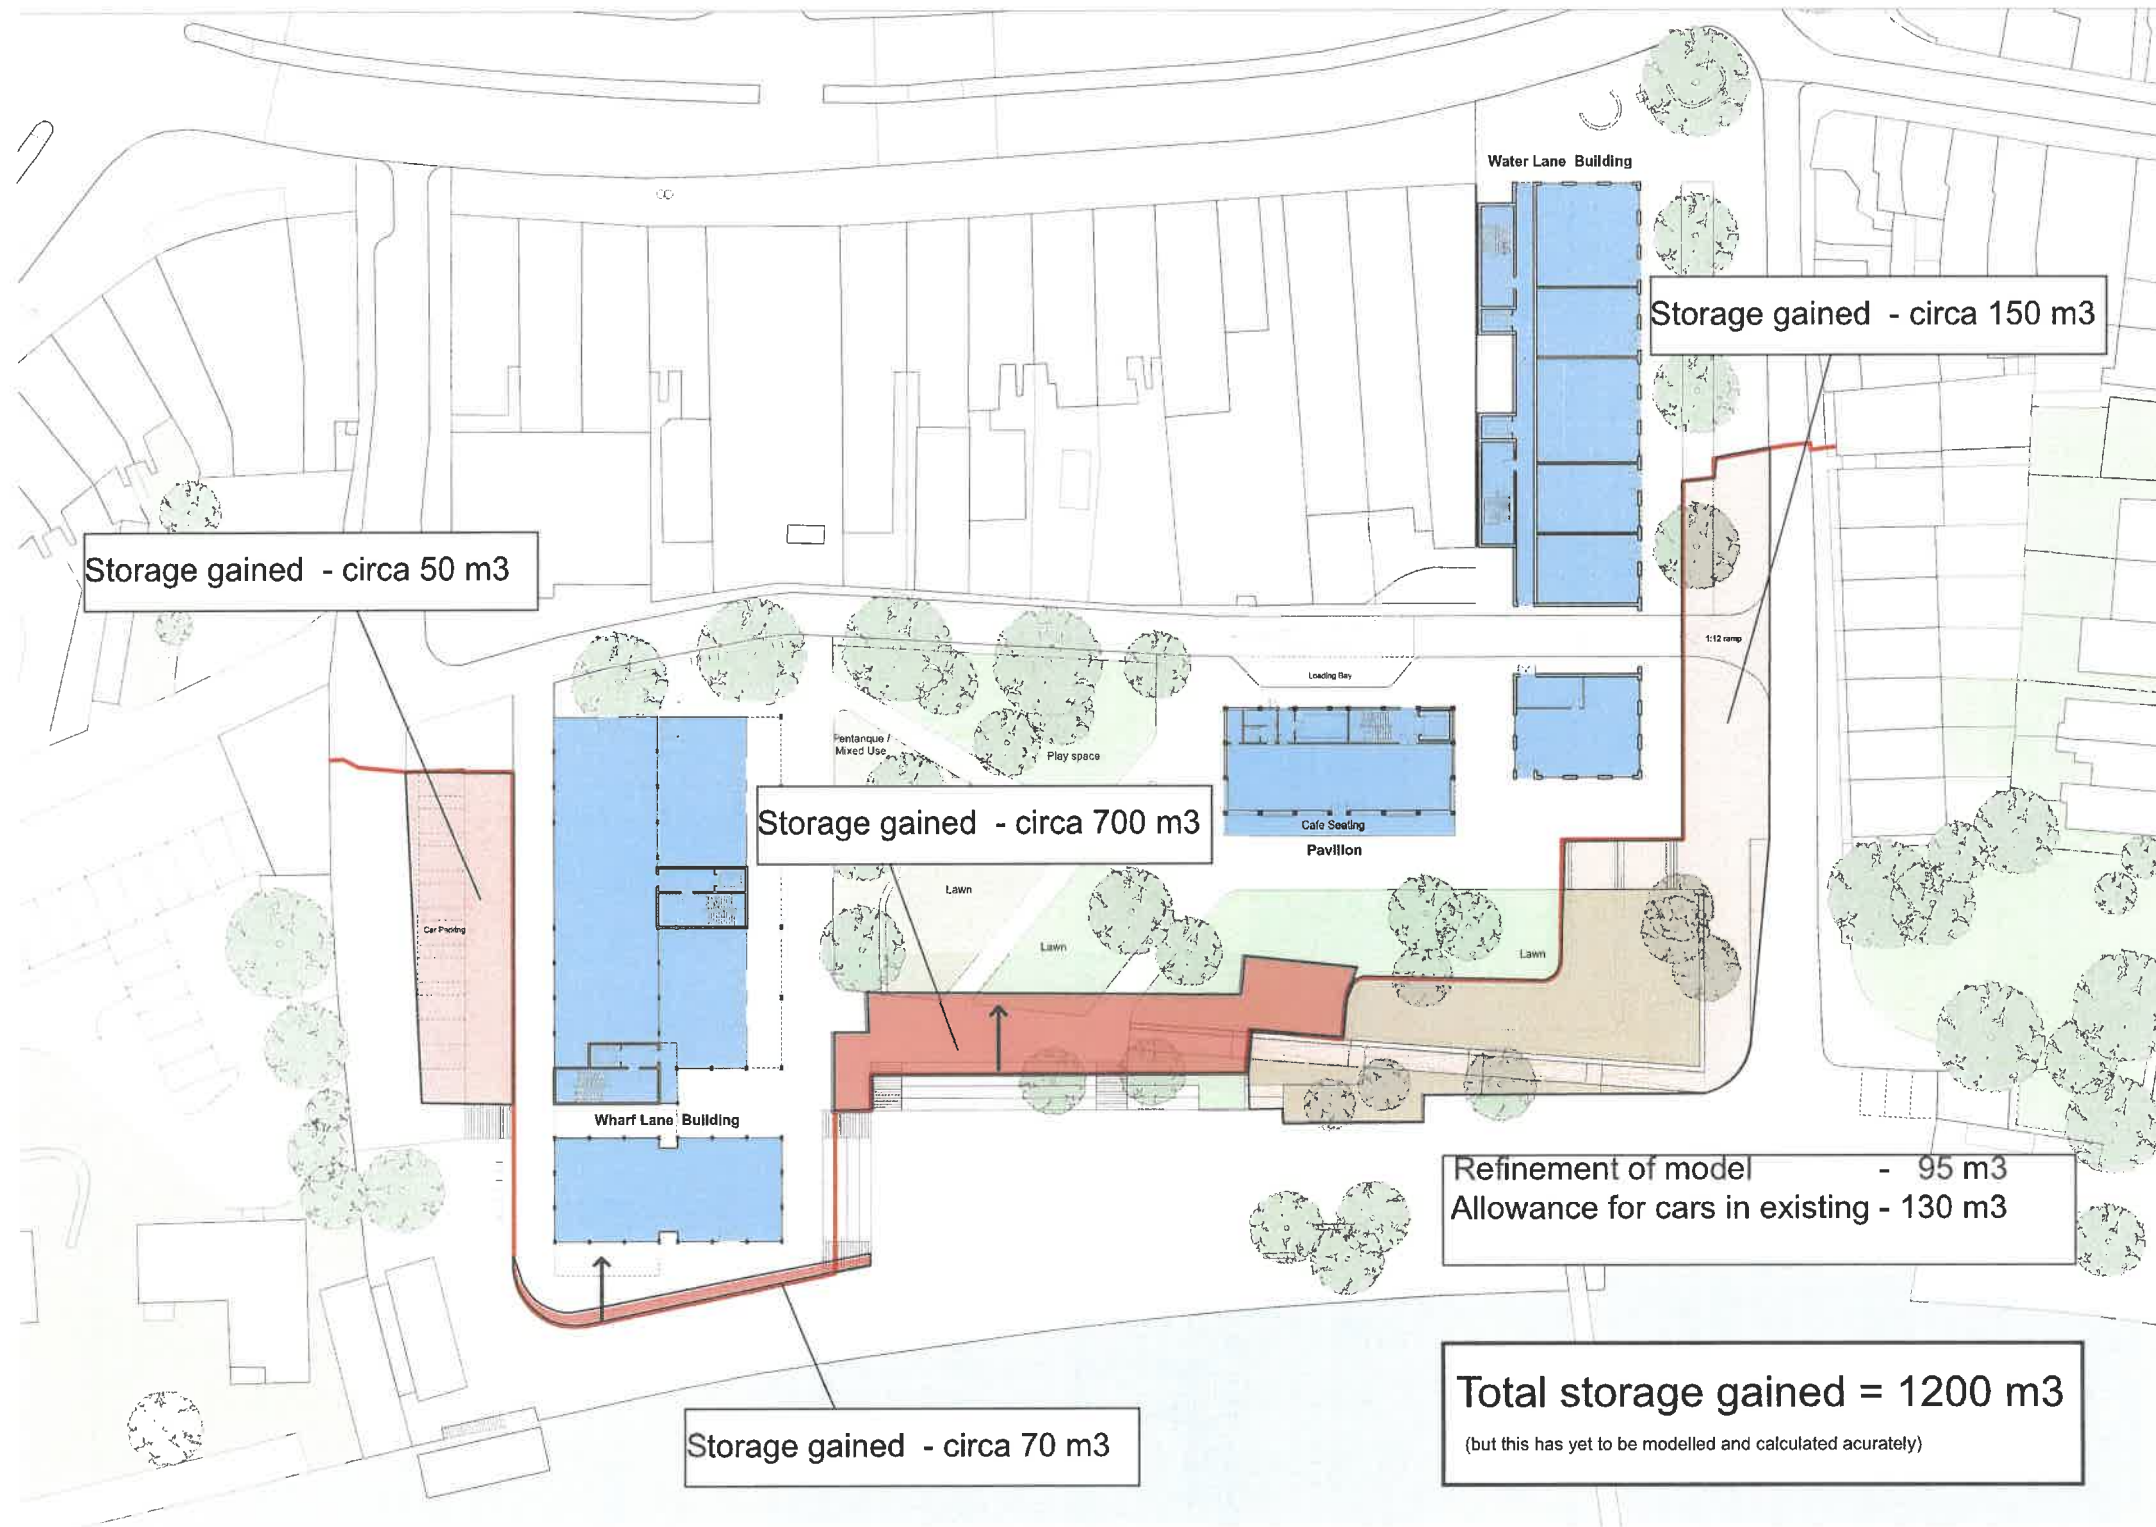 Water Lane Building
Storage gained - circa 150 m3
Storage gained - circa 50 m3
1:12 ramp
Loading Bay
Pentanque /
Mixed Use
Play space
Storage gained - circa 700 m3
Cafe Seating
Pavilion
Lawn
Car Parking
Lawn
Lawn
Wharf Lane Building
Refinement of model - 95 m3
Allowance for cars in existing - 130 m3
Total storage gained = 1200 m3
(but this has yet to be modelled and calculated acurately)
Storage gained - circa 70 m3